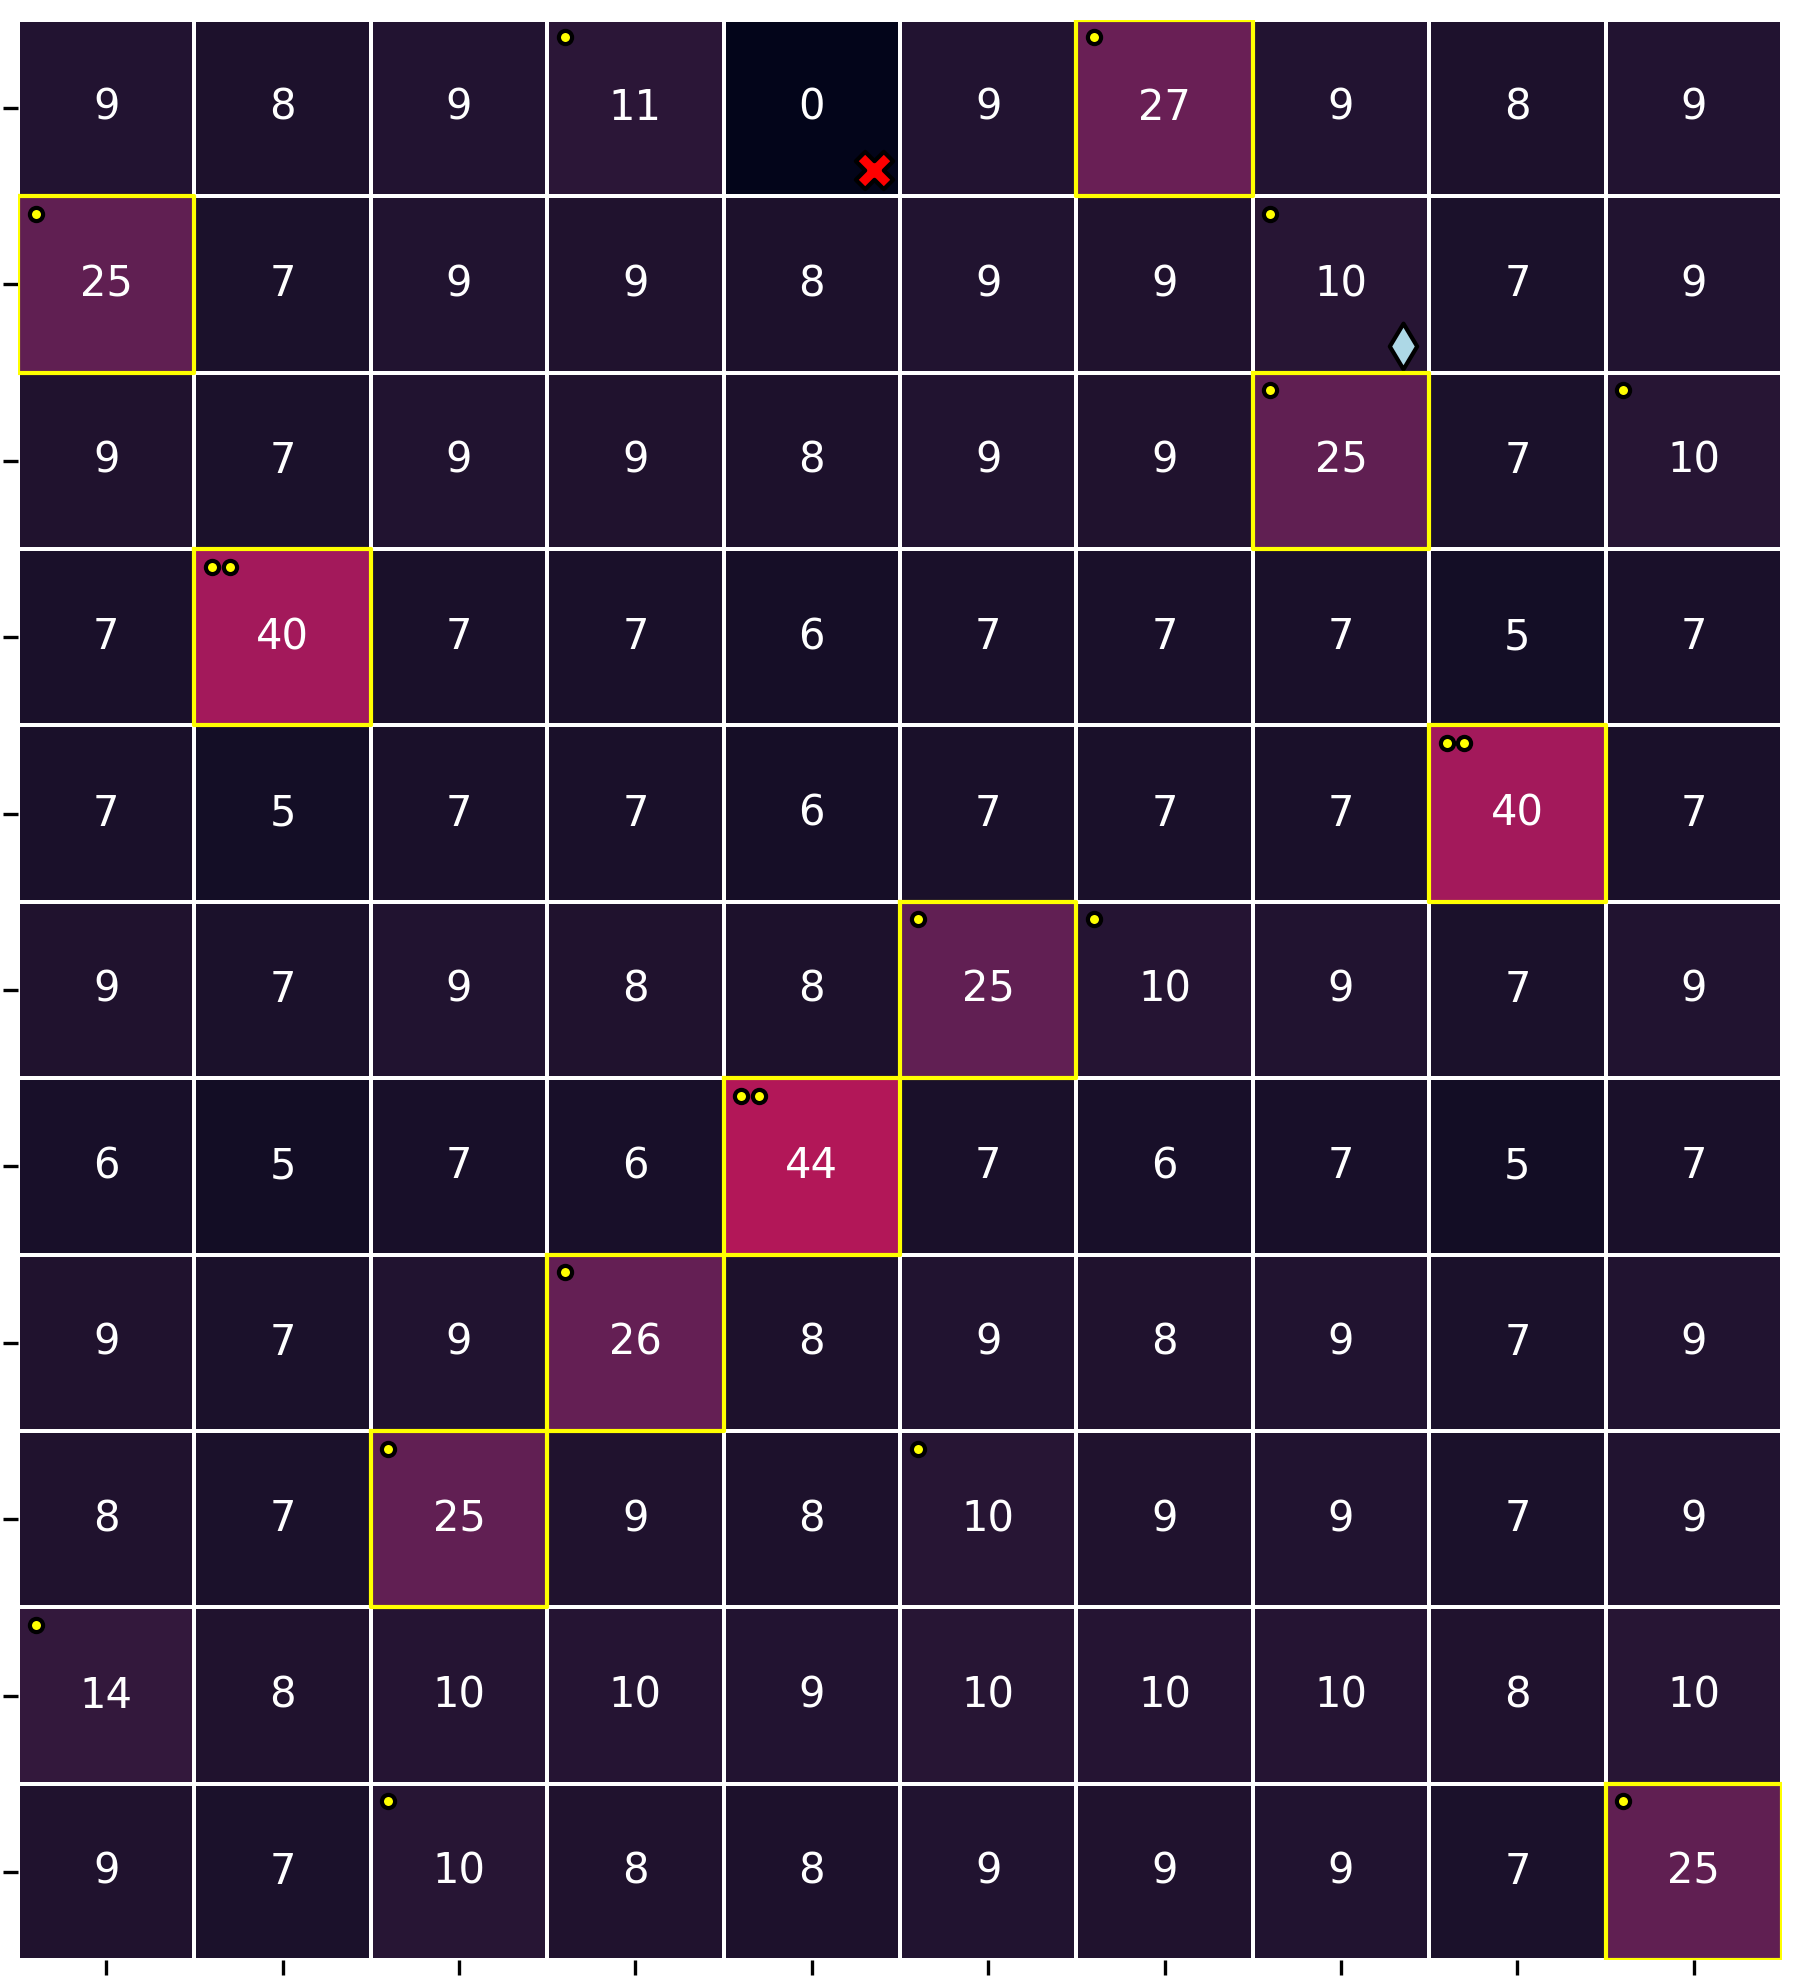 9 8 9 11 0 9 27 9 8 9
25 7 9 9 8 9 9 10 7 9
9 7 9 9 8 9 9 25 7 10
7 40 7 7 6 7 7 7 5 7
7 5 7 7 6 7 7 7 40 7
9 7 9 8 8 25 10 9 7 9
6 5 7 6 44 7 6 7 5 7
9 7 9 26 8 9 8 9 7 9
8 7 25 9 8 10 9 9 7 9
14 8 10 10 9 10 10 10 8 10
9 7 10 8 8 9 9 9 7 25